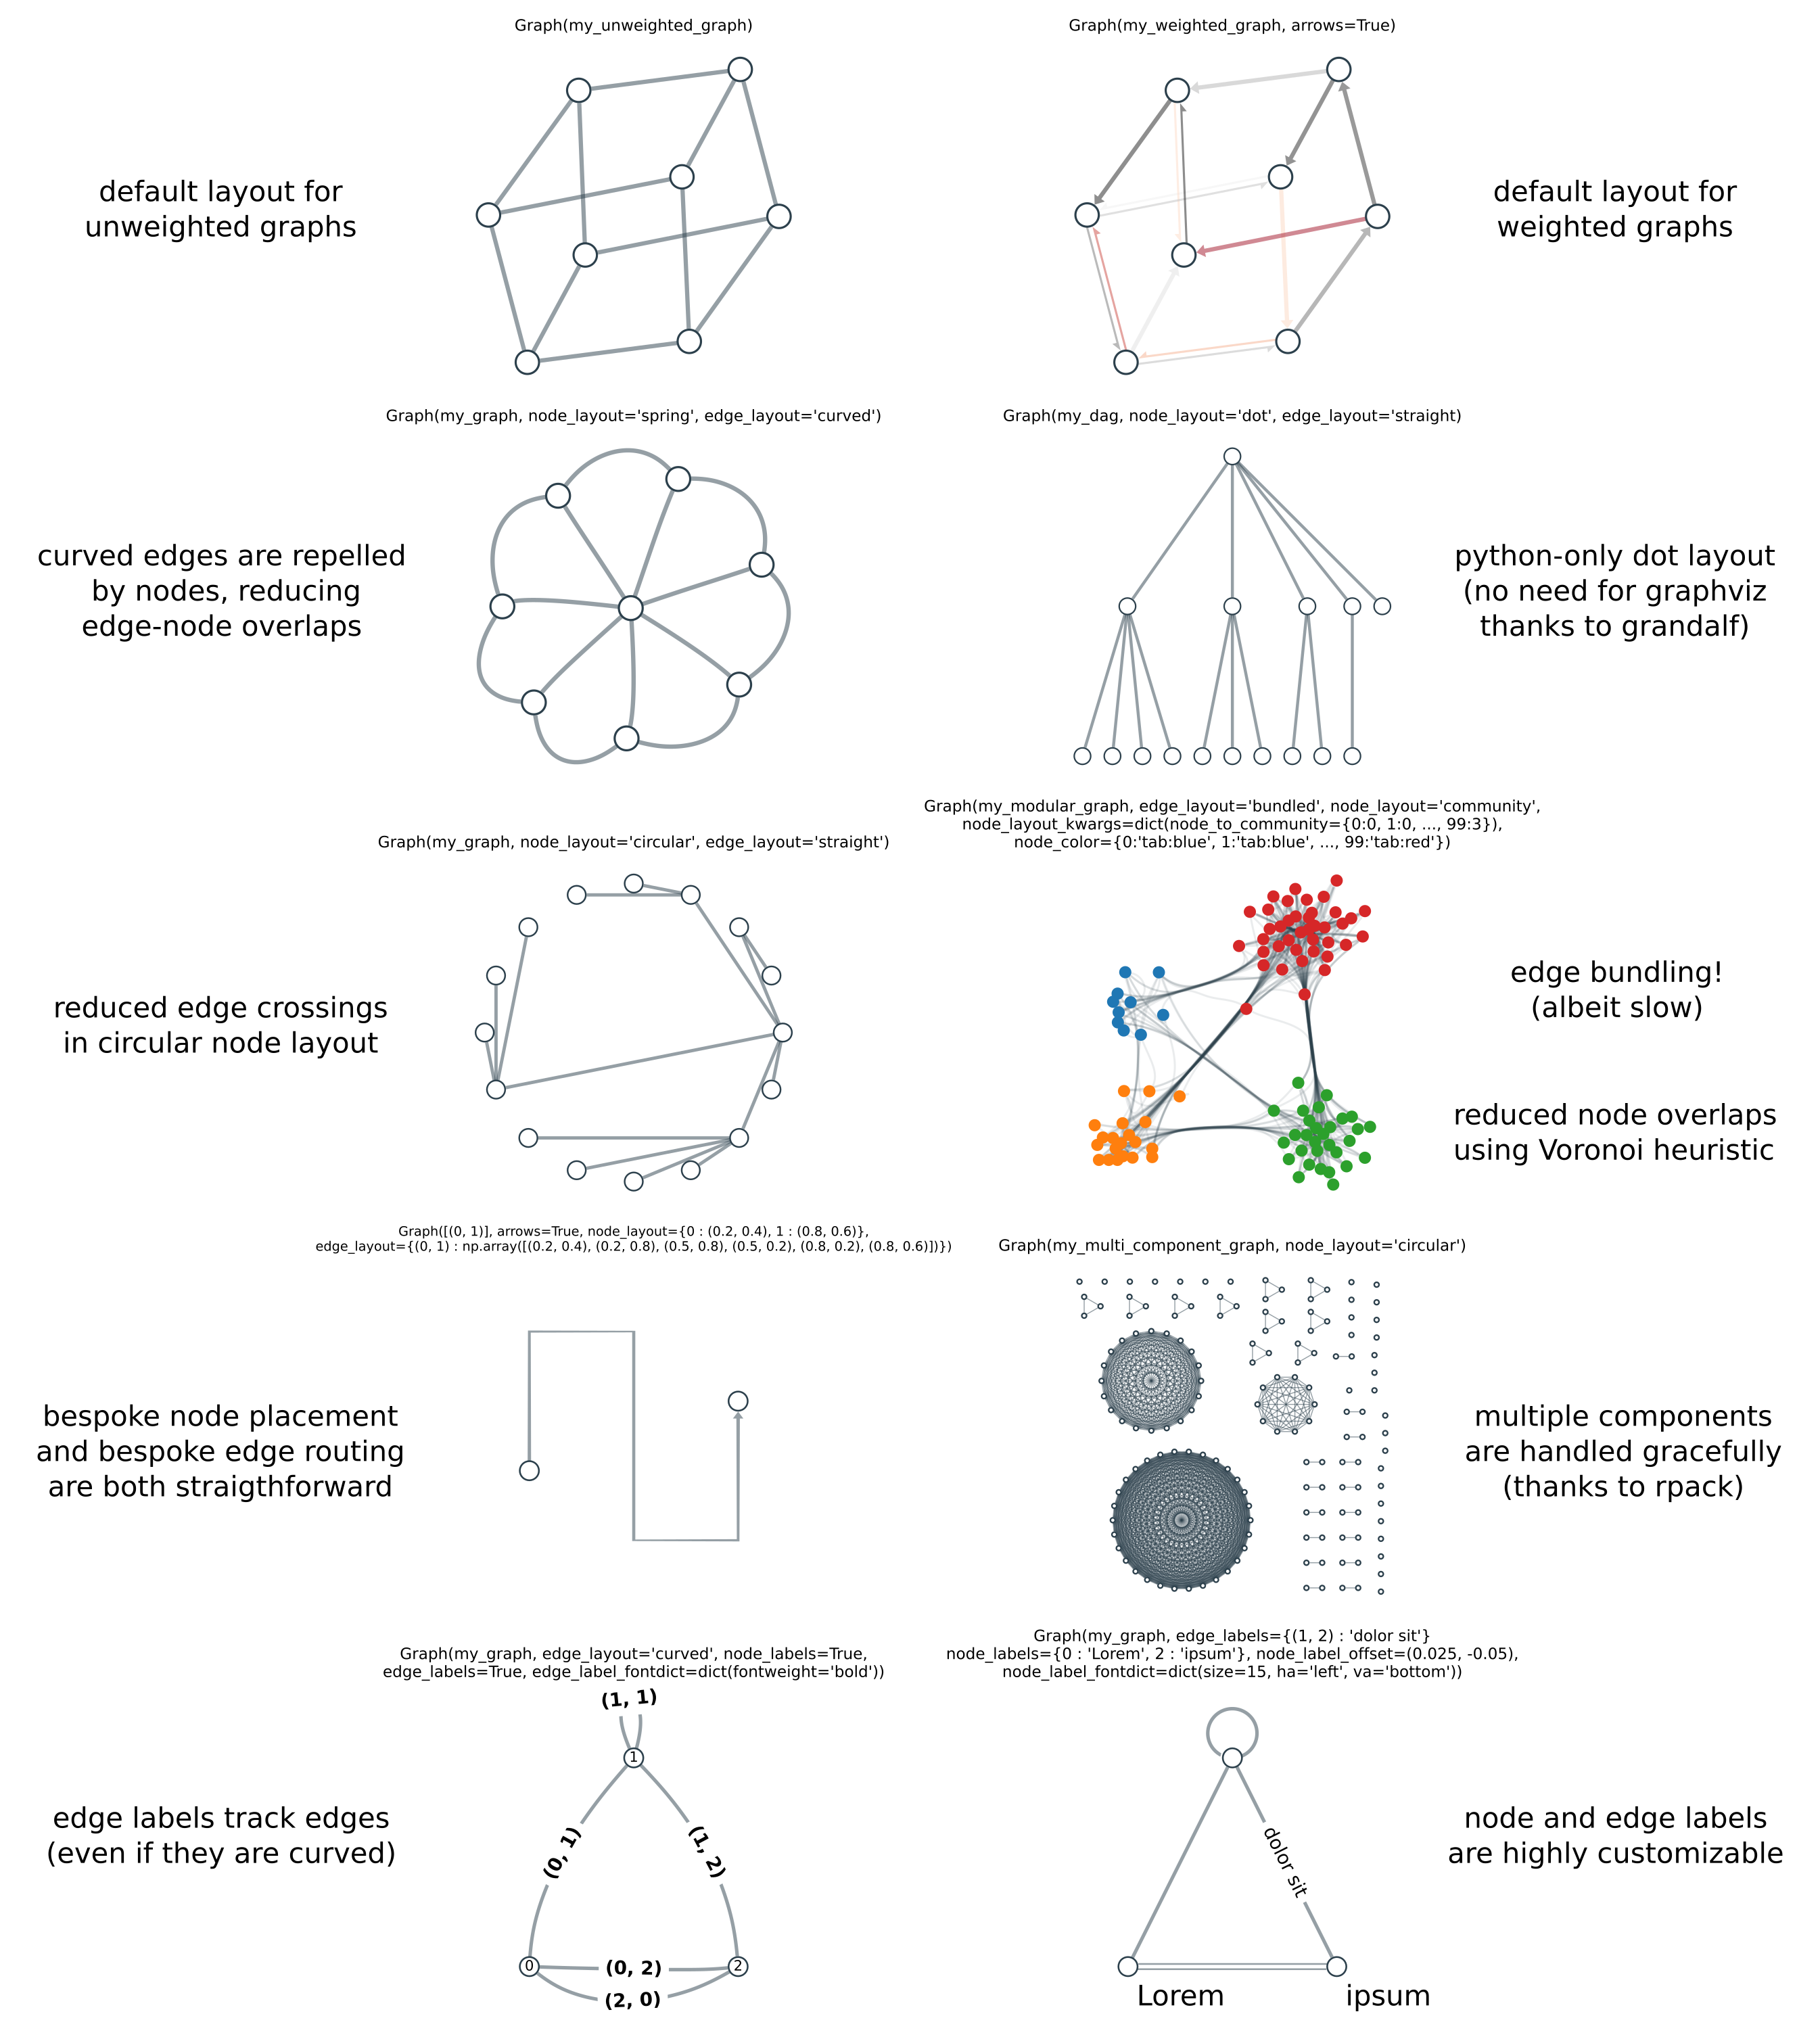 Graph(my_unweighted_graph)
default layout for
unweighted graphs
Graph(my_weighted_graph, arrows=True)
default layout for
weighted graphs
Graph(my_graph, node_layout='spring', edge_layout='curved')
curved edges are repelled
by nodes, reducing
edge-node overlaps
Graph(my_dag, node_layout='dot', edge_layout='straight)
python-only dot layout
(no need for graphviz
thanks to grandalf)
Graph(my_graph, node_layout='circular', edge_layout='straight')
reduced edge crossings
in circular node layout
Graph(my_modular_graph, edge_layout='bundled', node_layout='community',
node_layout_kwargs=dict(node_to_community={0:0, 1:0, ..., 99:3}),
node_color={0:'tab:blue', 1:'tab:blue', ..., 99:'tab:red'})
edge bundling!
(albeit slow)
reduced node overlaps
using Voronoi heuristic
Graph([(0, 1)], arrows=True, node_layout={0 : (0.2, 0.4), 1 : (0.8, 0.6)},
edge_layout={(0, 1) : np.array([(0.2, 0.4), (0.2, 0.8), (0.5, 0.8), (0.5, 0.2), (0.8, 0.2), (0.8, 0.6)])})
bespoke node placement
and bespoke edge routing
are both straigthforward
Graph(my_multi_component_graph, node_layout='circular')
multiple components
are handled gracefully
(thanks to rpack)
Graph(my_graph, edge_layout='curved', node_labels=True,
edge_labels=True, edge_label_fontdict=dict(fontweight='bold'))
edge labels track edges
(even if they are curved)
(1, 1)
1
(0, 1)
(1, 2)
0
(0, 2)
2
(2, 0)
Graph(my_graph, edge_labels={(1, 2) : 'dolor sit'}
node_labels={0 : 'Lorem', 2 : 'ipsum'}, node_label_offset=(0.025, -0.05),
node_label_fontdict=dict(size=15, ha='left', va='bottom'))
dolor sit
Lorem
ipsum
node and edge labels
are highly customizable